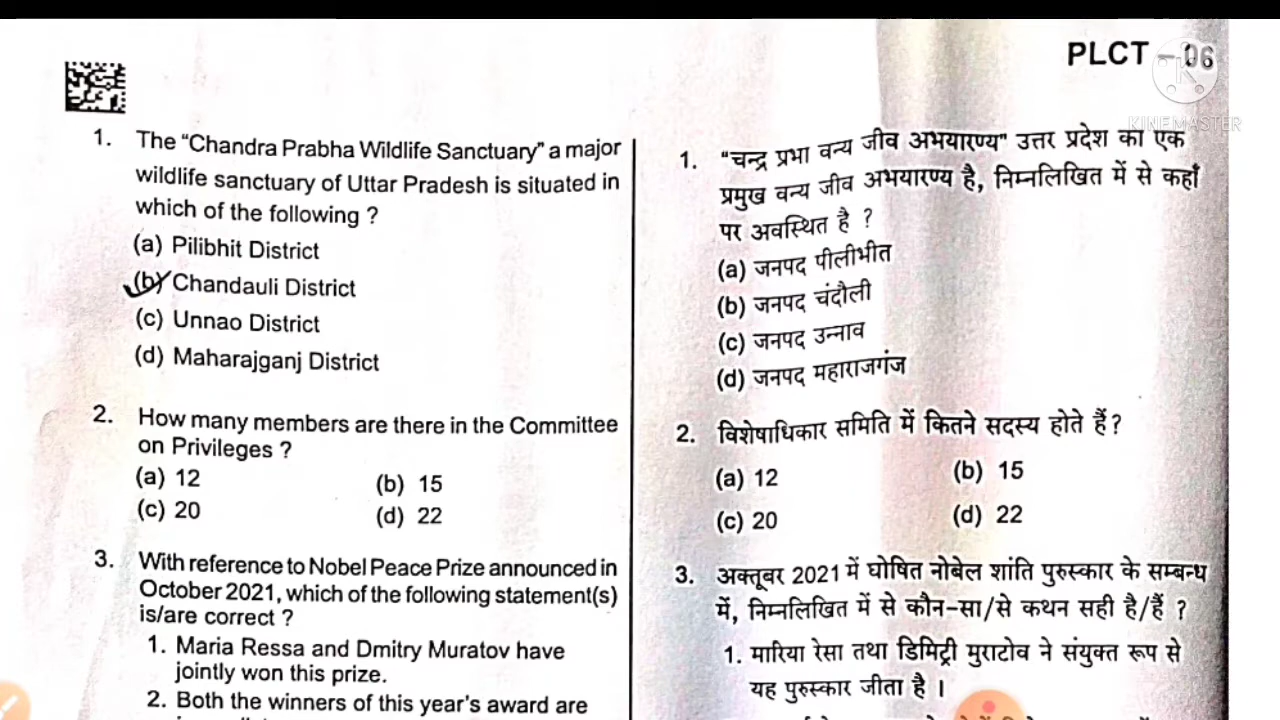 PLCT - 06
KINEMASTER
1. The "Chandra Prabha Wildlife Sanctuary" a major
wildlife sanctuary of Uttar Pradesh is situated in
which of the following ?
(a) Pilibhit District
(b) Chandauli District
(c) Unnao District
(d) Maharajganj District
2. How many members are there in the Committee
on Privileges ?
(a) 12 (b) 15
(c) 20 (d) 22
3. With reference to Nobel Peace Prize announced in
October 2021, which of the following statement(s)
is/are correct ?
1. Maria Ressa and Dmitry Muratov have
jointly won this prize.
2. Both the winners of this year's award are
1. "चन्द्र प्रभा वन्य जीव अभयारण्य" उत्तर प्रदेश का एक
प्रमुख वन्य जीव अभयारण्य है, निम्नलिखित में से कहाँ
पर अवस्थित है ?
(a) जनपद पीलीभीत
(b) जनपद चंदौली
(c) जनपद उन्नाव
(d) जनपद महाराजगंज
2. विशेषाधिकार समिति में कितने सदस्य होते हैं?
(a) 12 (b) 15
(c) 20 (d) 22
3. अक्तूबर 2021 में घोषित नोबेल शांति पुरुस्कार के सम्बन्ध
में, निम्नलिखित में से कौन-सा/से कथन सही है/हैं ?
1. मारिया रेसा तथा डिमिट्री मुराटोव ने संयुक्त रूप से
यह पुरुस्कार जीता है ।